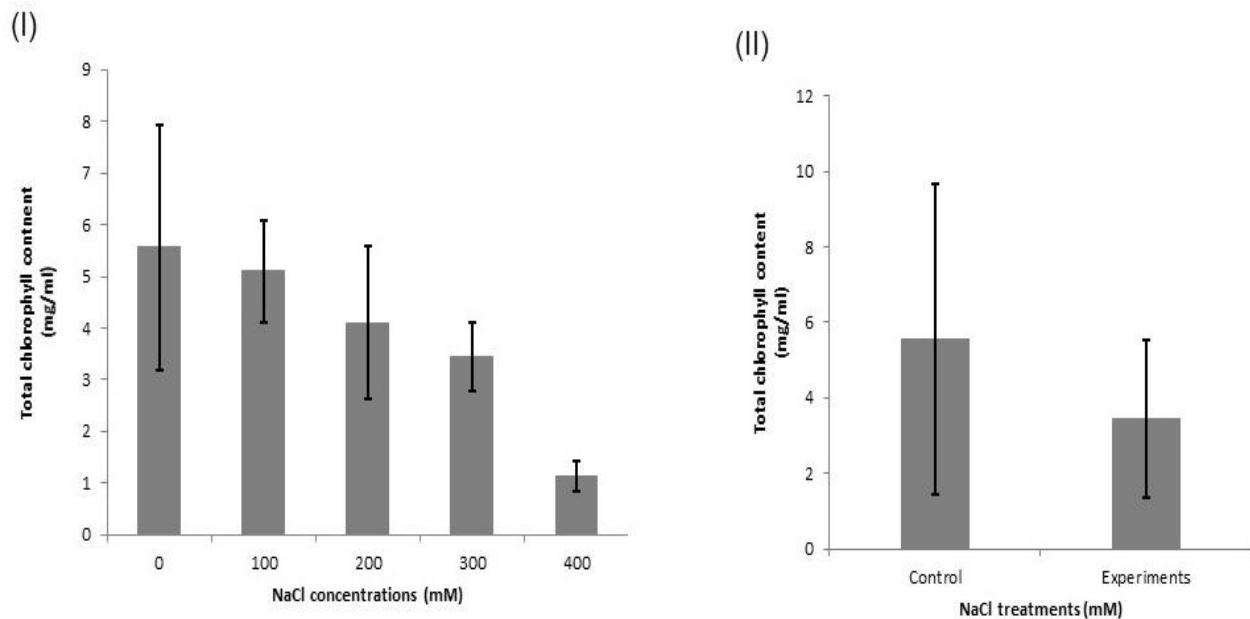 (I)
9
8
7
6
5
4
3
2
1
0
Total chlorophyll contnent
(mg/ml)
0 100 200 300 400
NaCl concentrations (mM)
(II)
12
10
8
6
4
2
0
Total chlorophyll content
(mg/ml)
Control Experiments
NaCl treatments (mM)